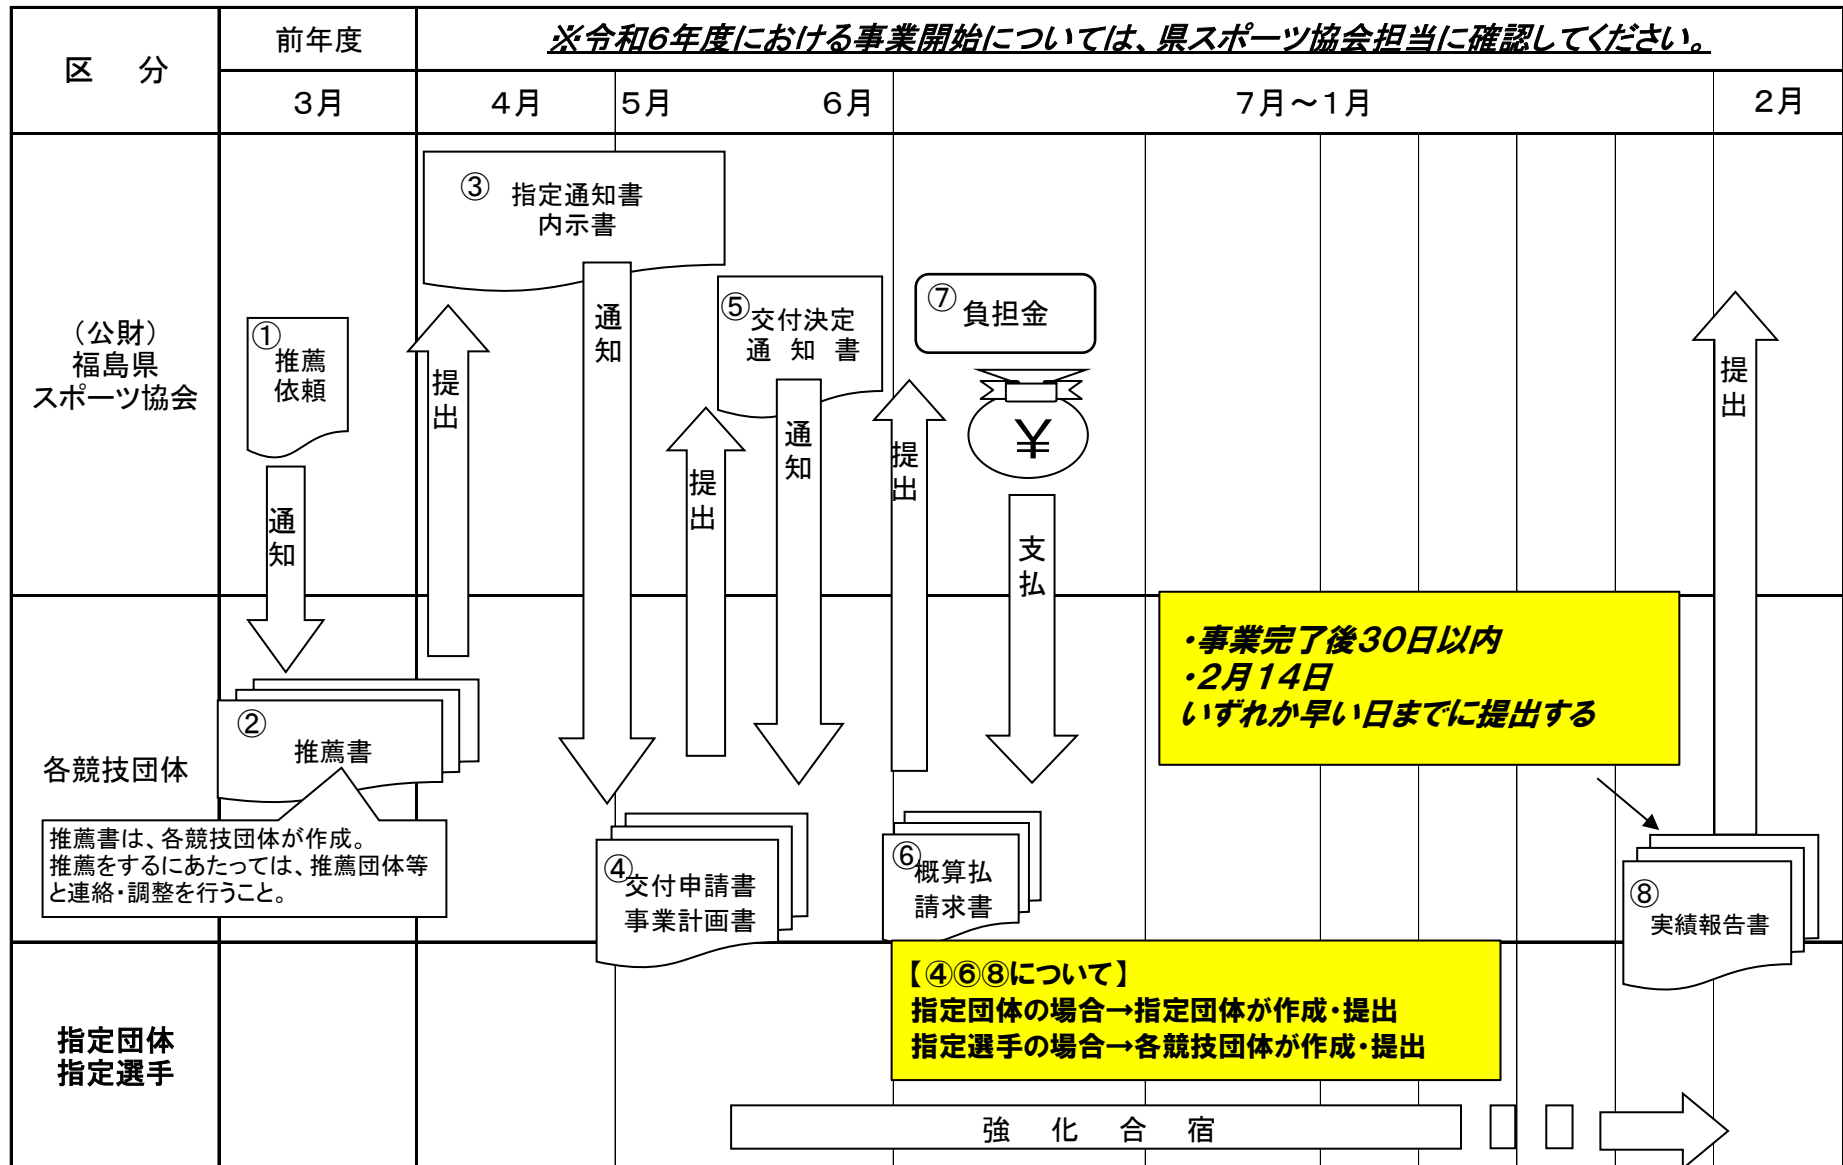 区　分
前年度
※令和６年度における事業開始については、県スポーツ協会担当に確認してください。
３月
４月
５月
６月
７月～１月
２月
（公財）
福島県
スポーツ協会
①
推薦
依頼
通知
提出
③
指定通知書
内示書
通知
提出
⑤
交付決定
通 知 書
通知
提出
⑦
負担金
¥
支払
提出
・事業完了後３０日以内
・２月１４日
いずれか早い日までに提出する
各競技団体
②
推薦書
推薦書は、各競技団体が作成。
推薦をするにあたっては、推薦団体等
と連絡・調整を行うこと。
④
交付申請書
事業計画書
⑥
概算払
請求書
⑧
実績報告書
指定団体
指定選手
【④⑥⑧について】
指定団体の場合→指定団体が作成・提出
指定選手の場合→各競技団体が作成・提出
強　化　合　宿